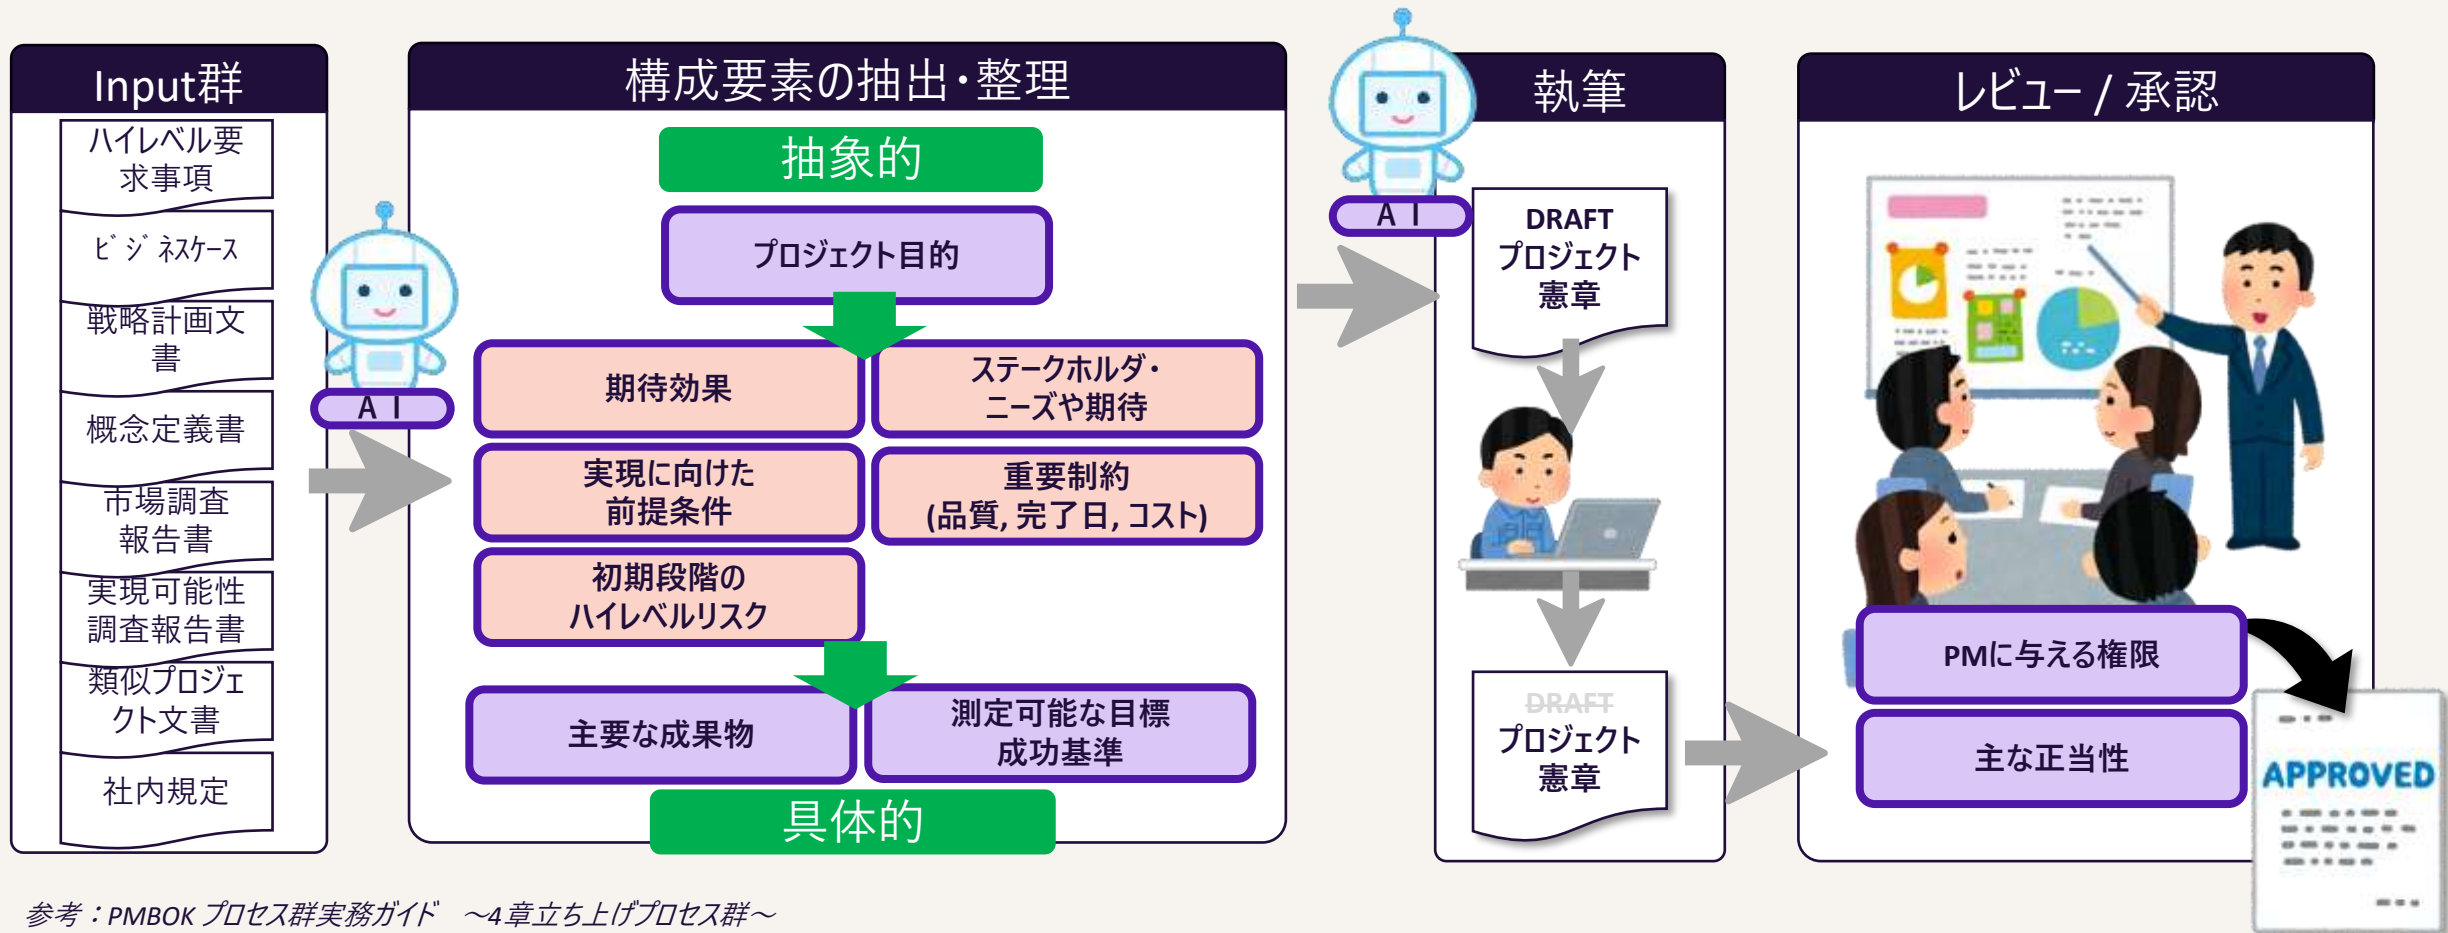 Input群
ハイレベル要
求事項
ビジネスケース
戦略計画文
書
概念定義書
市場調査
報告書
実現可能性
調査報告書
類似プロジェ
クト文書
社内規定
AI
構成要素の抽出・整理
抽象的
プロジェクト目的
期待効果
ステークホルダ・
ニーズや期待
実現に向けた
前提条件
重要制約
(品質, 完了日, コスト)
初期段階の
ハイレベルリスク
主要な成果物
測定可能な目標
成功基準
具体的
AI
執筆
DRAFT
プロジェクト
憲章
DRAFT
プロジェクト
憲章
レビュー / 承認
PMに与える権限
主な正当性
APPROVED
参考：PMBOK プロセス群実務ガイド　～4章立ち上げプロセス群～